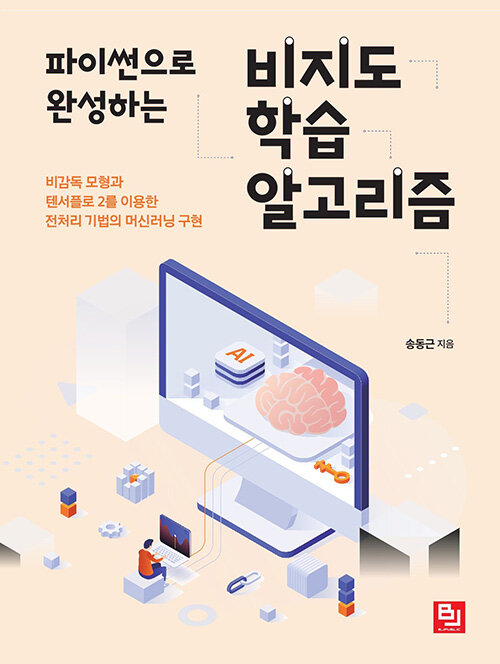 파이썬으로
완성하는
비지도
학습
알고리즘
비감독 모형과
텐서플로 2를 이용한
전처리 기법의 머신러닝 구현
송동근 지음
AI
BJ
BJPUBLIC